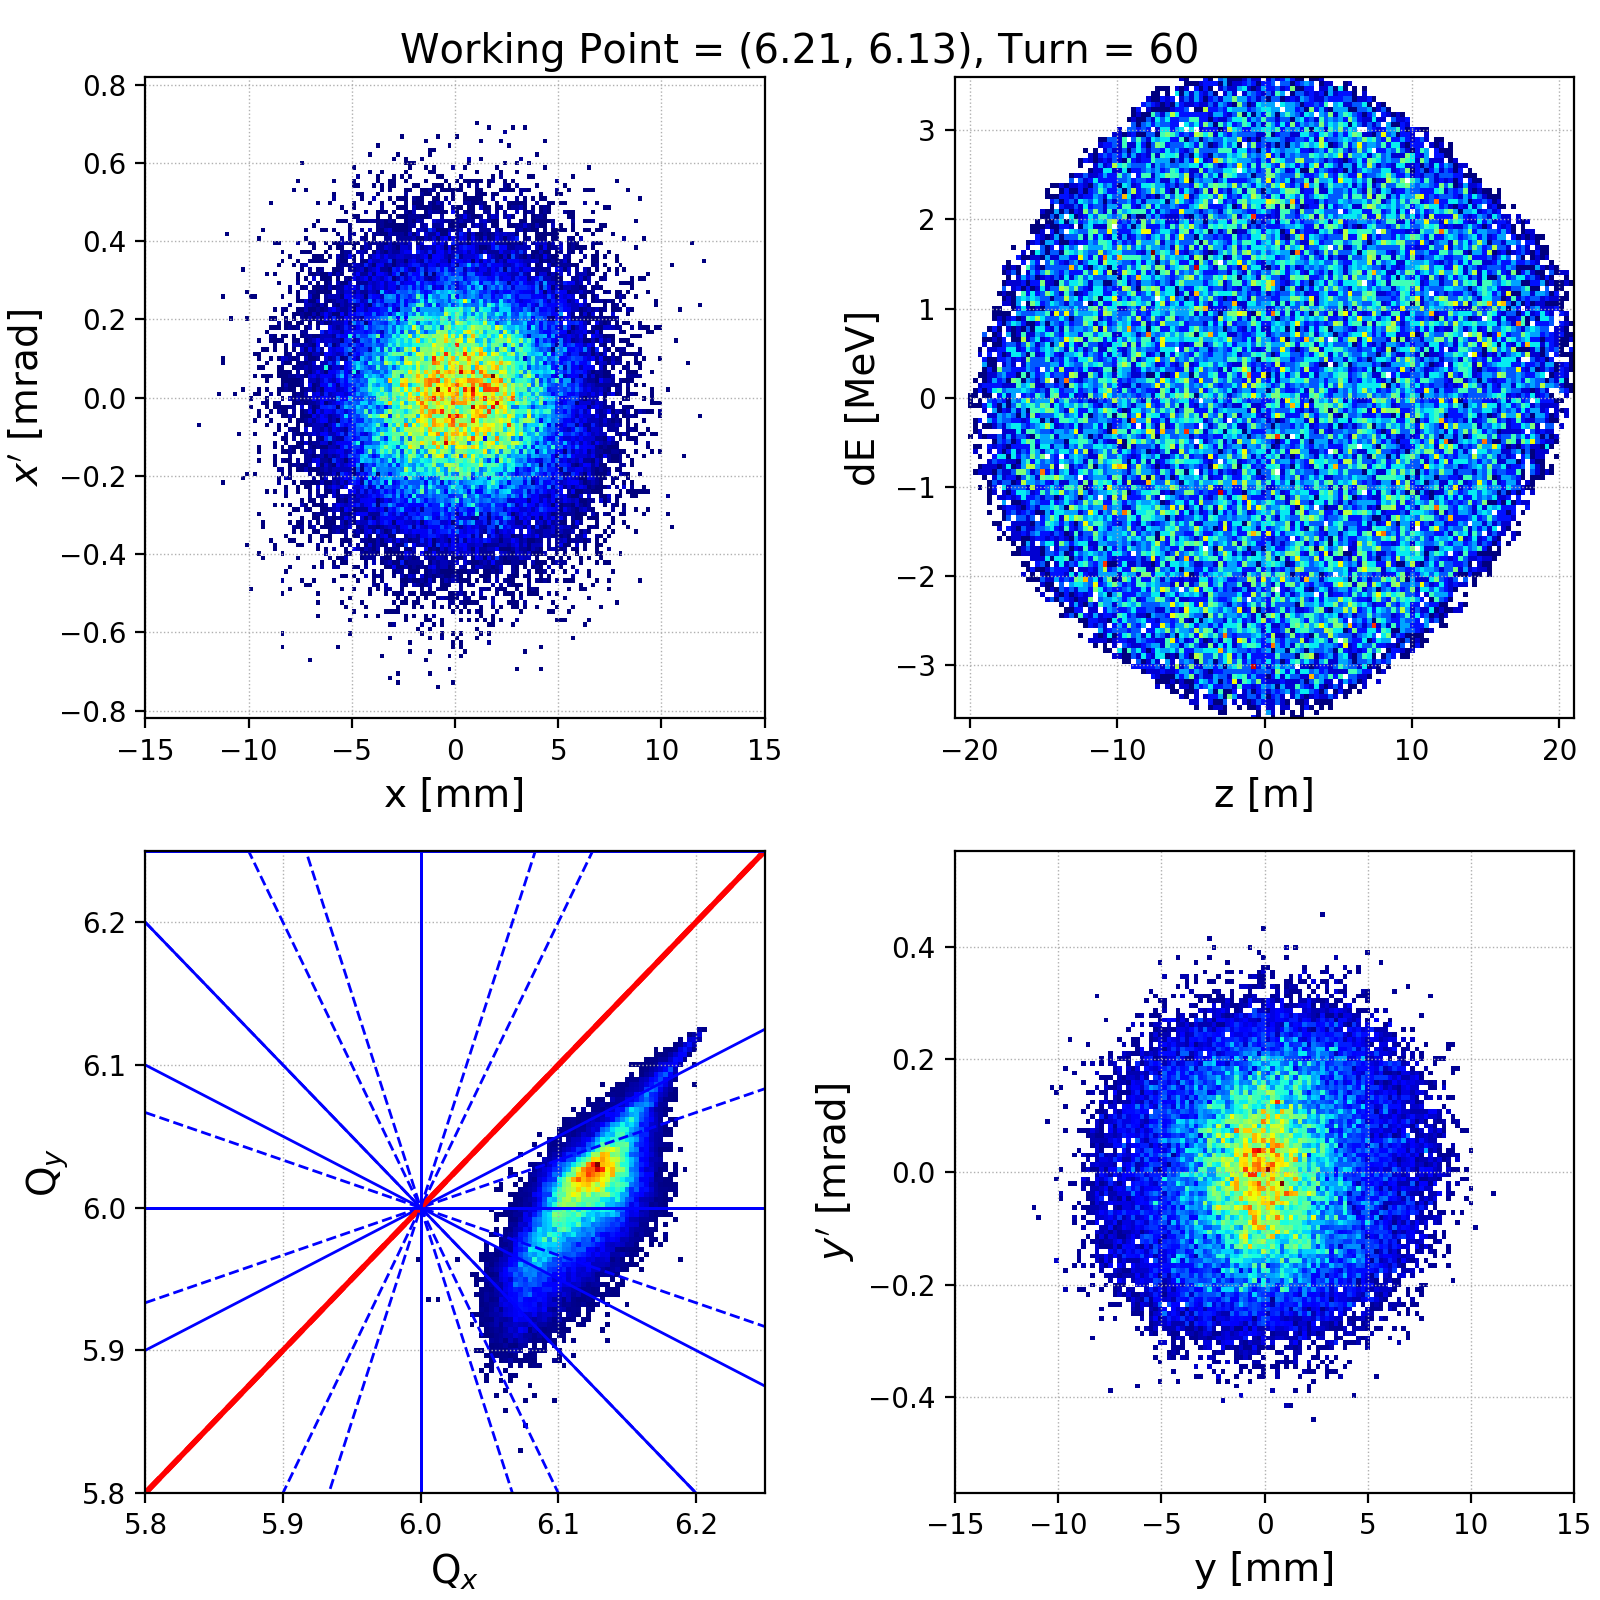 Working Point = (6.21, 6.13), Turn = 60
0.8
0.6
0.4
0.2
0.0
−0.2
−0.4
−0.6
−0.8
x′ [mrad]
−15 −10 −5 0 5 10 15
x [mm]
3
2
1
0
−1
−2
−3
dE [MeV]
−20 −10 0 10 20
z [m]
6.2
6.1
6.0
5.9
5.8
Qy
5.8 5.9 6.0 6.1 6.2
Qx
0.4
0.2
0.0
−0.2
−0.4
y′ [mrad]
−15 −10 −5 0 5 10 15
y [mm]